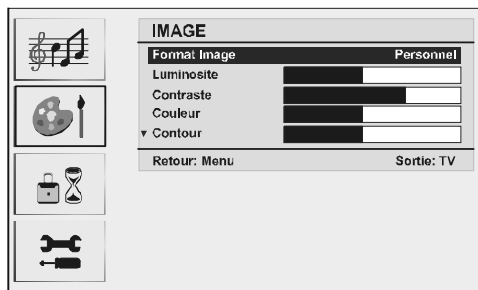 IMAGE
Format Image Personnel
Luminosite
Contraste
Couleur
▼ Contour
Retour: Menu Sortie: TV